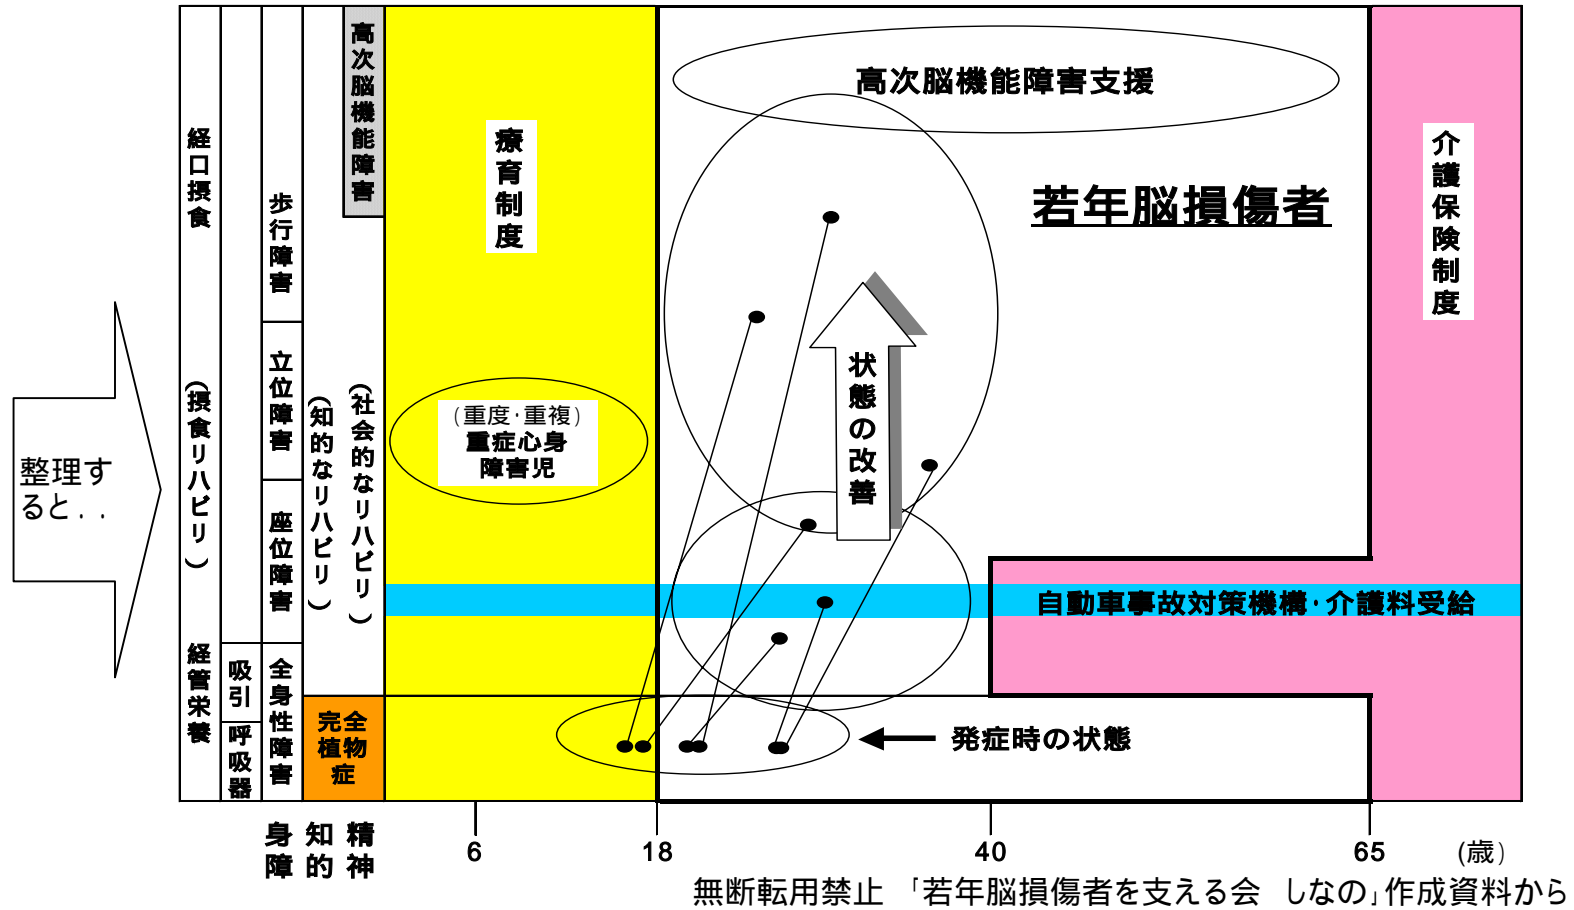 整理す
ると．．
経口摂食
（摂食リハビリ）
経管栄養
吸引
呼吸器
歩行障害
立位障害
座位障害
全身性障害
（知的なリハビリ）
高次脳機能障害
（社会的なリハビリ）
完全
植物
症
療育制度
（重度・重複）
重症心身
障害児
高次脳機能障害支援
若年脳損傷者
状態の改善
介護保険制度
自動車事故対策機構・介護料受給
発症時の状態
身障
知的
精神
6
18
40
65
(歳)
無断転用禁止 「若年脳損傷者を支える会 しなの」作成資料から